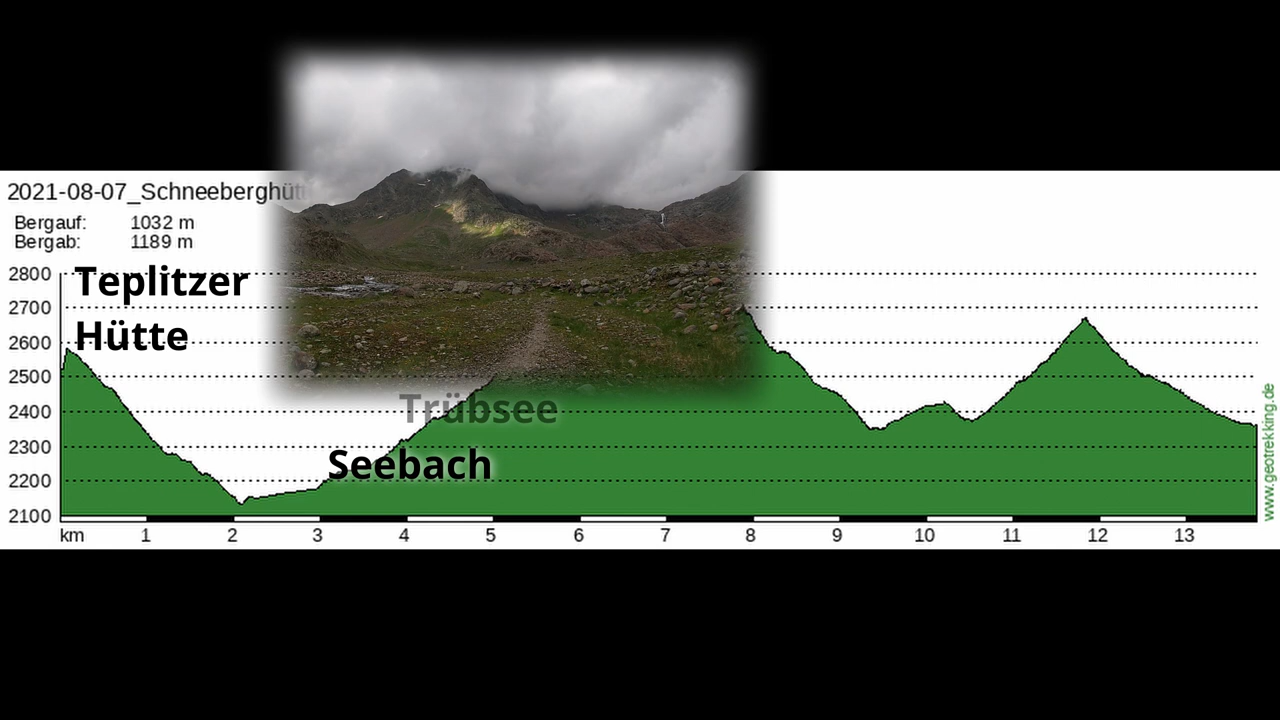 2021-08-07_Schneeberghütt
Bergauf: 1032 m
Bergab: 1189 m
Teplitzer
Hütte
Trübsee
Seebach
2800
2700
2600
2500
2400
2300
2200
2100
km 1 2 3 4 5 6 7 8 9 10 11 12 13
www.geotrekking.de